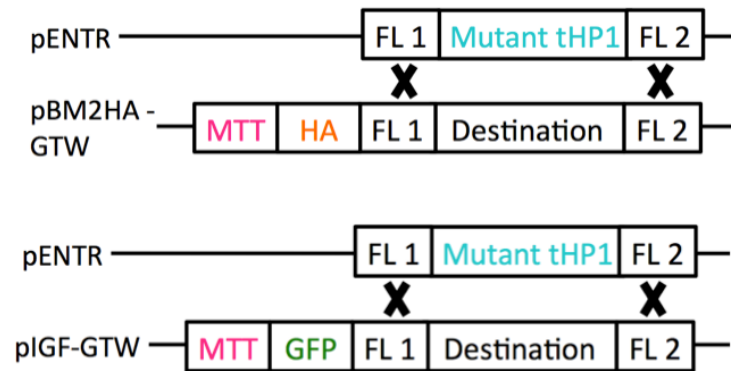 pENTR FL 1 Mutant tHP1 FL 2
pBM2HA -
GTW MTT HA FL 1 Destination FL 2
pENTR FL 1 Mutant tHP1 FL 2
pIGF-GTW MTT GFP FL 1 Destination FL 2